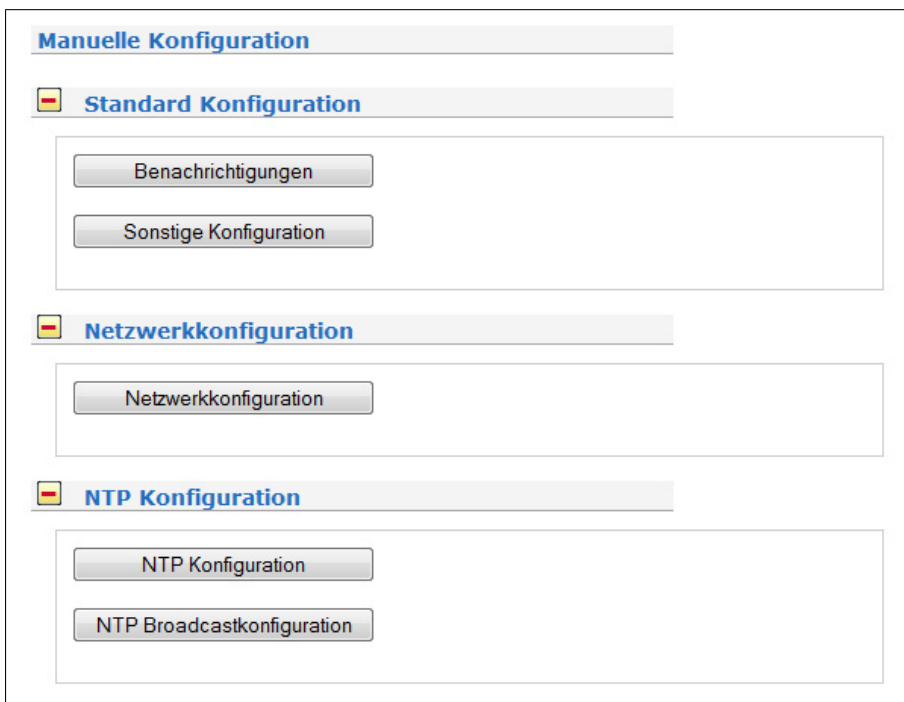 Manuelle Konfiguration
Standard Konfiguration
Benachrichtigungen
Sonstige Konfiguration
Netzwerkkonfiguration
Netzwerkkonfiguration
NTP Konfiguration
NTP Konfiguration
NTP Broadcastkonfiguration